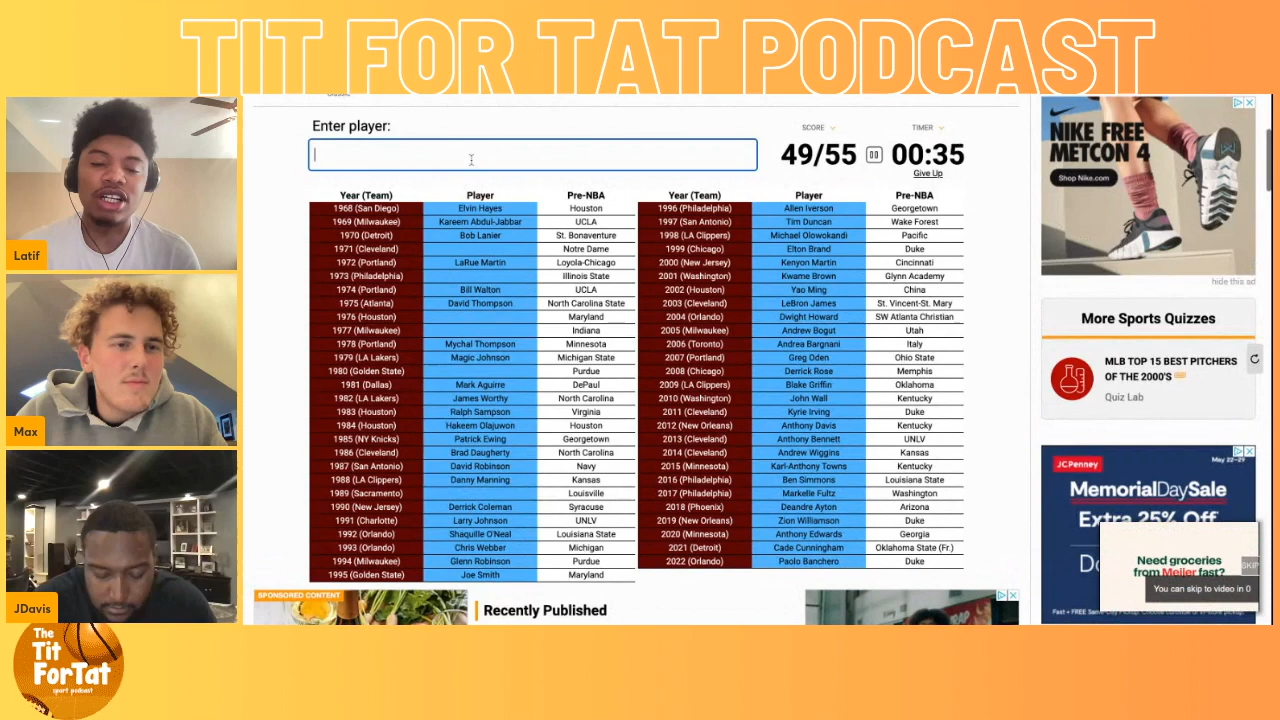 TIT FOR TAT PODCAST
Latif
Max
JDavis
The
Tit
ForTat
sport podcast
Enter player:
SCORE
TIMER
49/55
00:35
Give Up
Year (Team) Player Pre-NBA
1968 (San Diego) Elvin Hayes Houston
1969 (Milwaukee) Kareem Abdul-Jabbar UCLA
1970 (Detroit) Bob Lanier St. Bonaventure
1971 (Cleveland) Notre Dame
1972 (Portland) LaRue Martin Loyola-Chicago
1973 (Philadelphia) Illinois State
1974 (Portland) Bill Walton UCLA
1975 (Atlanta) David Thompson North Carolina State
1976 (Houston) Maryland
1977 (Milwaukee) Indiana
1978 (Portland) Mychal Thompson Minnesota
1979 (LA Lakers) Magic Johnson Michigan State
1980 (Golden State) Purdue
1981 (Dallas) Mark Aguirre DePaul
1982 (LA Lakers) James Worthy North Carolina
1983 (Houston) Ralph Sampson Virginia
1984 (Houston) Hakeem Olajuwon Houston
1985 (NY Knicks) Patrick Ewing Georgetown
1986 (Cleveland) Brad Daugherty North Carolina
1987 (San Antonio) David Robinson Navy
1988 (LA Clippers) Danny Manning Kansas
1989 (Sacramento) Louisville
1990 (New Jersey) Derrick Coleman Syracuse
1991 (Charlotte) Larry Johnson UNLV
1992 (Orlando) Shaquille O'Neal Louisiana State
1993 (Orlando) Chris Webber Michigan
1994 (Milwaukee) Glenn Robinson Purdue
1995 (Golden State) Joe Smith Maryland
Year (Team) Player Pre-NBA
1996 (Philadelphia) Allen Iverson Georgetown
1997 (San Antonio) Tim Duncan Wake Forest
1998 (LA Clippers) Michael Olowokandi Pacific
1999 (Chicago) Elton Brand Duke
2000 (New Jersey) Kenyon Martin Cincinnati
2001 (Washington) Kwame Brown Glynn Academy
2002 (Houston) Yao Ming China
2003 (Cleveland) LeBron James St. Vincent-St. Mary
2004 (Orlando) Dwight Howard SW Atlanta Christian
2005 (Milwaukee) Andrew Bogut Utah
2006 (Toronto) Andrea Bargnani Italy
2007 (Portland) Greg Oden Ohio State
2008 (Chicago) Derrick Rose Memphis
2009 (LA Clippers) Blake Griffin Oklahoma
2010 (Washington) John Wall Kentucky
2011 (Cleveland) Kyrie Irving Duke
2012 (New Orleans) Anthony Davis Kentucky
2013 (Cleveland) Anthony Bennett UNLV
2014 (Cleveland) Andrew Wiggins Kansas
2015 (Minnesota) Karl-Anthony Towns Kentucky
2016 (Philadelphia) Ben Simmons Louisiana State
2017 (Philadelphia) Markelle Fultz Washington
2018 (Phoenix) Deandre Ayton Arizona
2019 (New Orleans) Zion Williamson Duke
2020 (Minnesota) Anthony Edwards Georgia
2021 (Detroit) Cade Cunningham Oklahoma State (Fr.)
2022 (Orlando) Paolo Banchero Duke
SPONSORED CONTENT
Recently Published
NIKE FREE
METCON 4
Shop Nike.com
hide this ad
More Sports Quizzes
MLB TOP 15 BEST PITCHERS
OF THE 2000'S
Quiz Lab
JCPenney
May 22–29
MemorialDaySale
Extra 25% Off
Need groceries
from Meijer fast?
SKIP
You can skip to video in 0